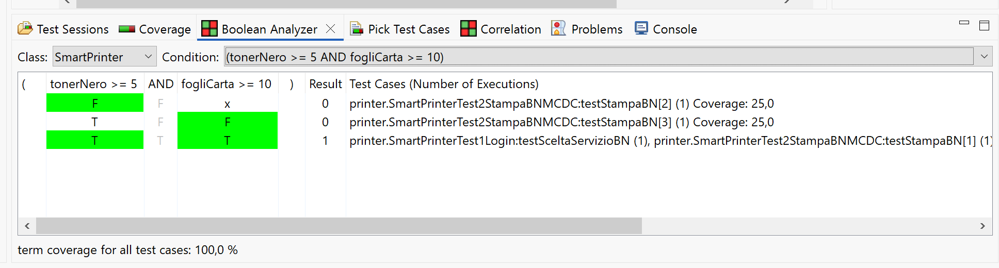 Test Sessions Coverage Boolean Analyzer Pick Test Cases Correlation Problems Console
Class: SmartPrinter Condition: (tonerNero >= 5 AND fogliCarta >= 10)
( tonerNero >= 5 AND fogliCarta >= 10 ) Result Test Cases (Number of Executions)
F F x 0 printer.SmartPrinterTest2StampaBNMCDC:testStampaBN[2] (1) Coverage: 25,0
T F F 0 printer.SmartPrinterTest2StampaBNMCDC:testStampaBN[3] (1) Coverage: 25,0
T T T 1 printer.SmartPrinterTest1Login:testSceltaServizioBN (1), printer.SmartPrinterTest2StampaBNMCDC:testStampaBN[1] (1)
term coverage for all test cases: 100,0 %